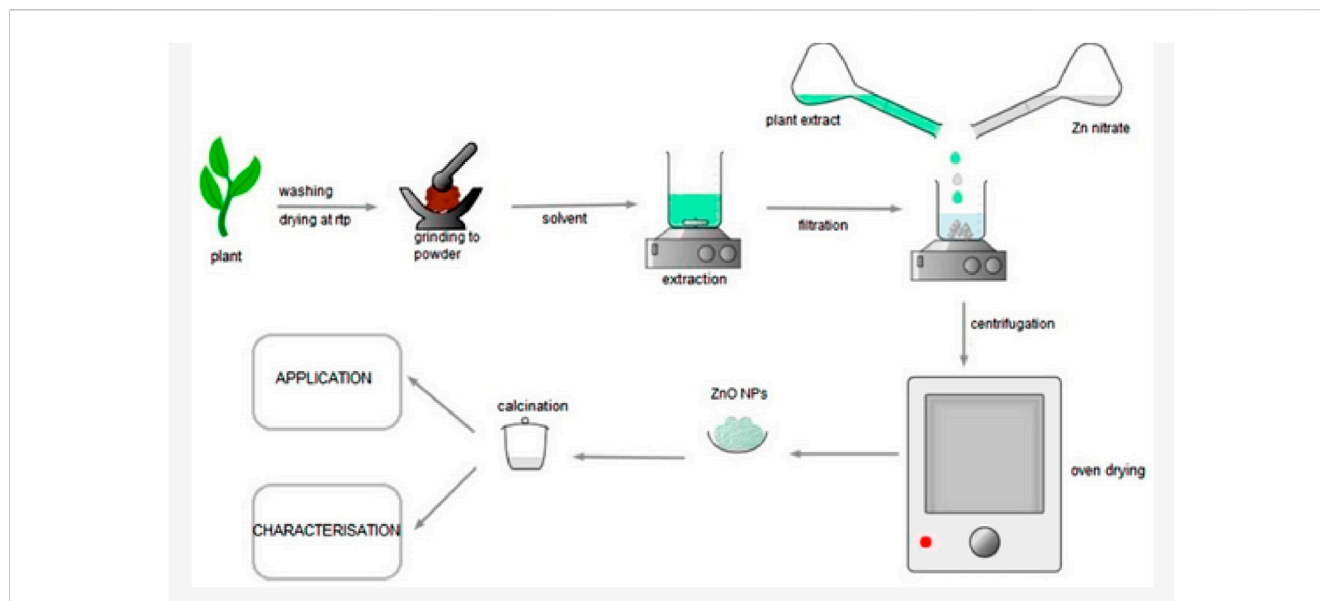 plant extract
Zn nitrate
washing
drying at rtp
plant
grinding to
powder
solvent
extraction
filtration
centrifugation
oven drying
ZnO NPs
calcination
APPLICATION
CHARACTERISATION